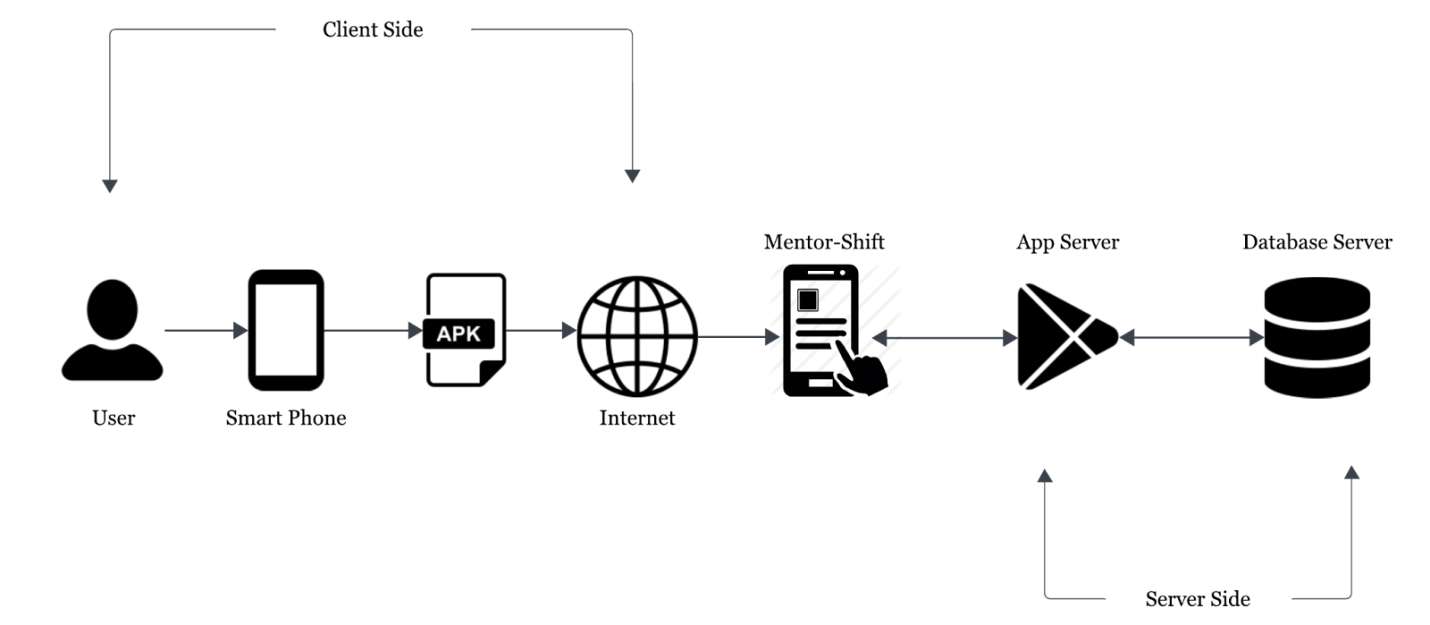 Client Side
Mentor-Shift
App Server
Database Server
APK
User
Smart Phone
Internet
Server Side